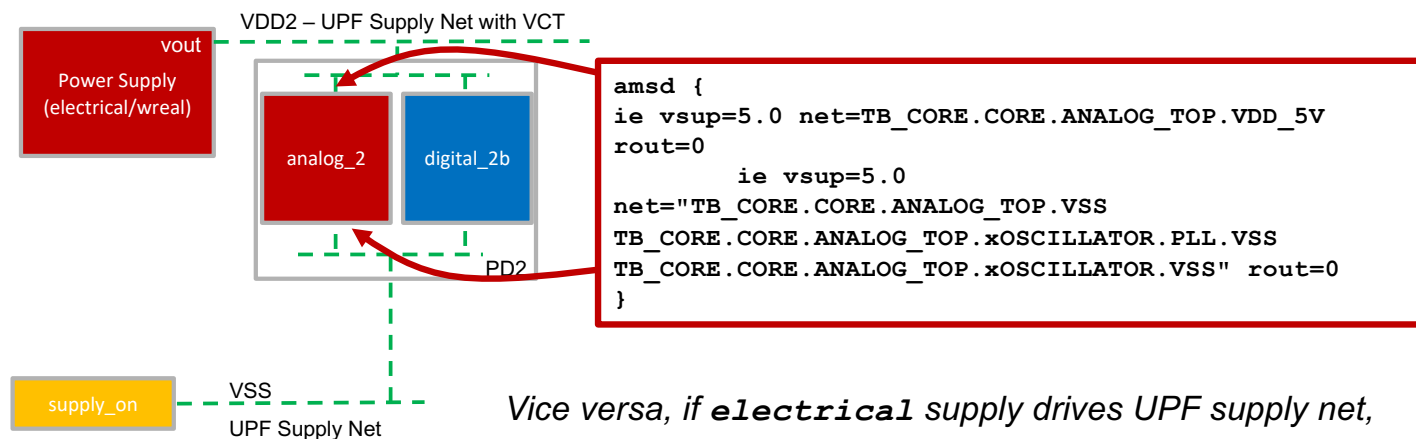 VDD2 – UPF Supply Net with VCT
vout
Power Supply
(electrical/wreal)
analog_2
digital_2b
PD2
amsd {
ie vsup=5.0 net=TB_CORE.CORE.ANALOG_TOP.VDD_5V
rout=0
ie vsup=5.0
net="TB_CORE.CORE.ANALOG_TOP.VSS
TB_CORE.CORE.ANALOG_TOP.xOSCILLATOR.PLL.VSS
TB_CORE.CORE.ANALOG_TOP.xOSCILLATOR.VSS" rout=0
}
supply_on
VSS
UPF Supply Net
Vice versa, if electrical supply drives UPF supply net,